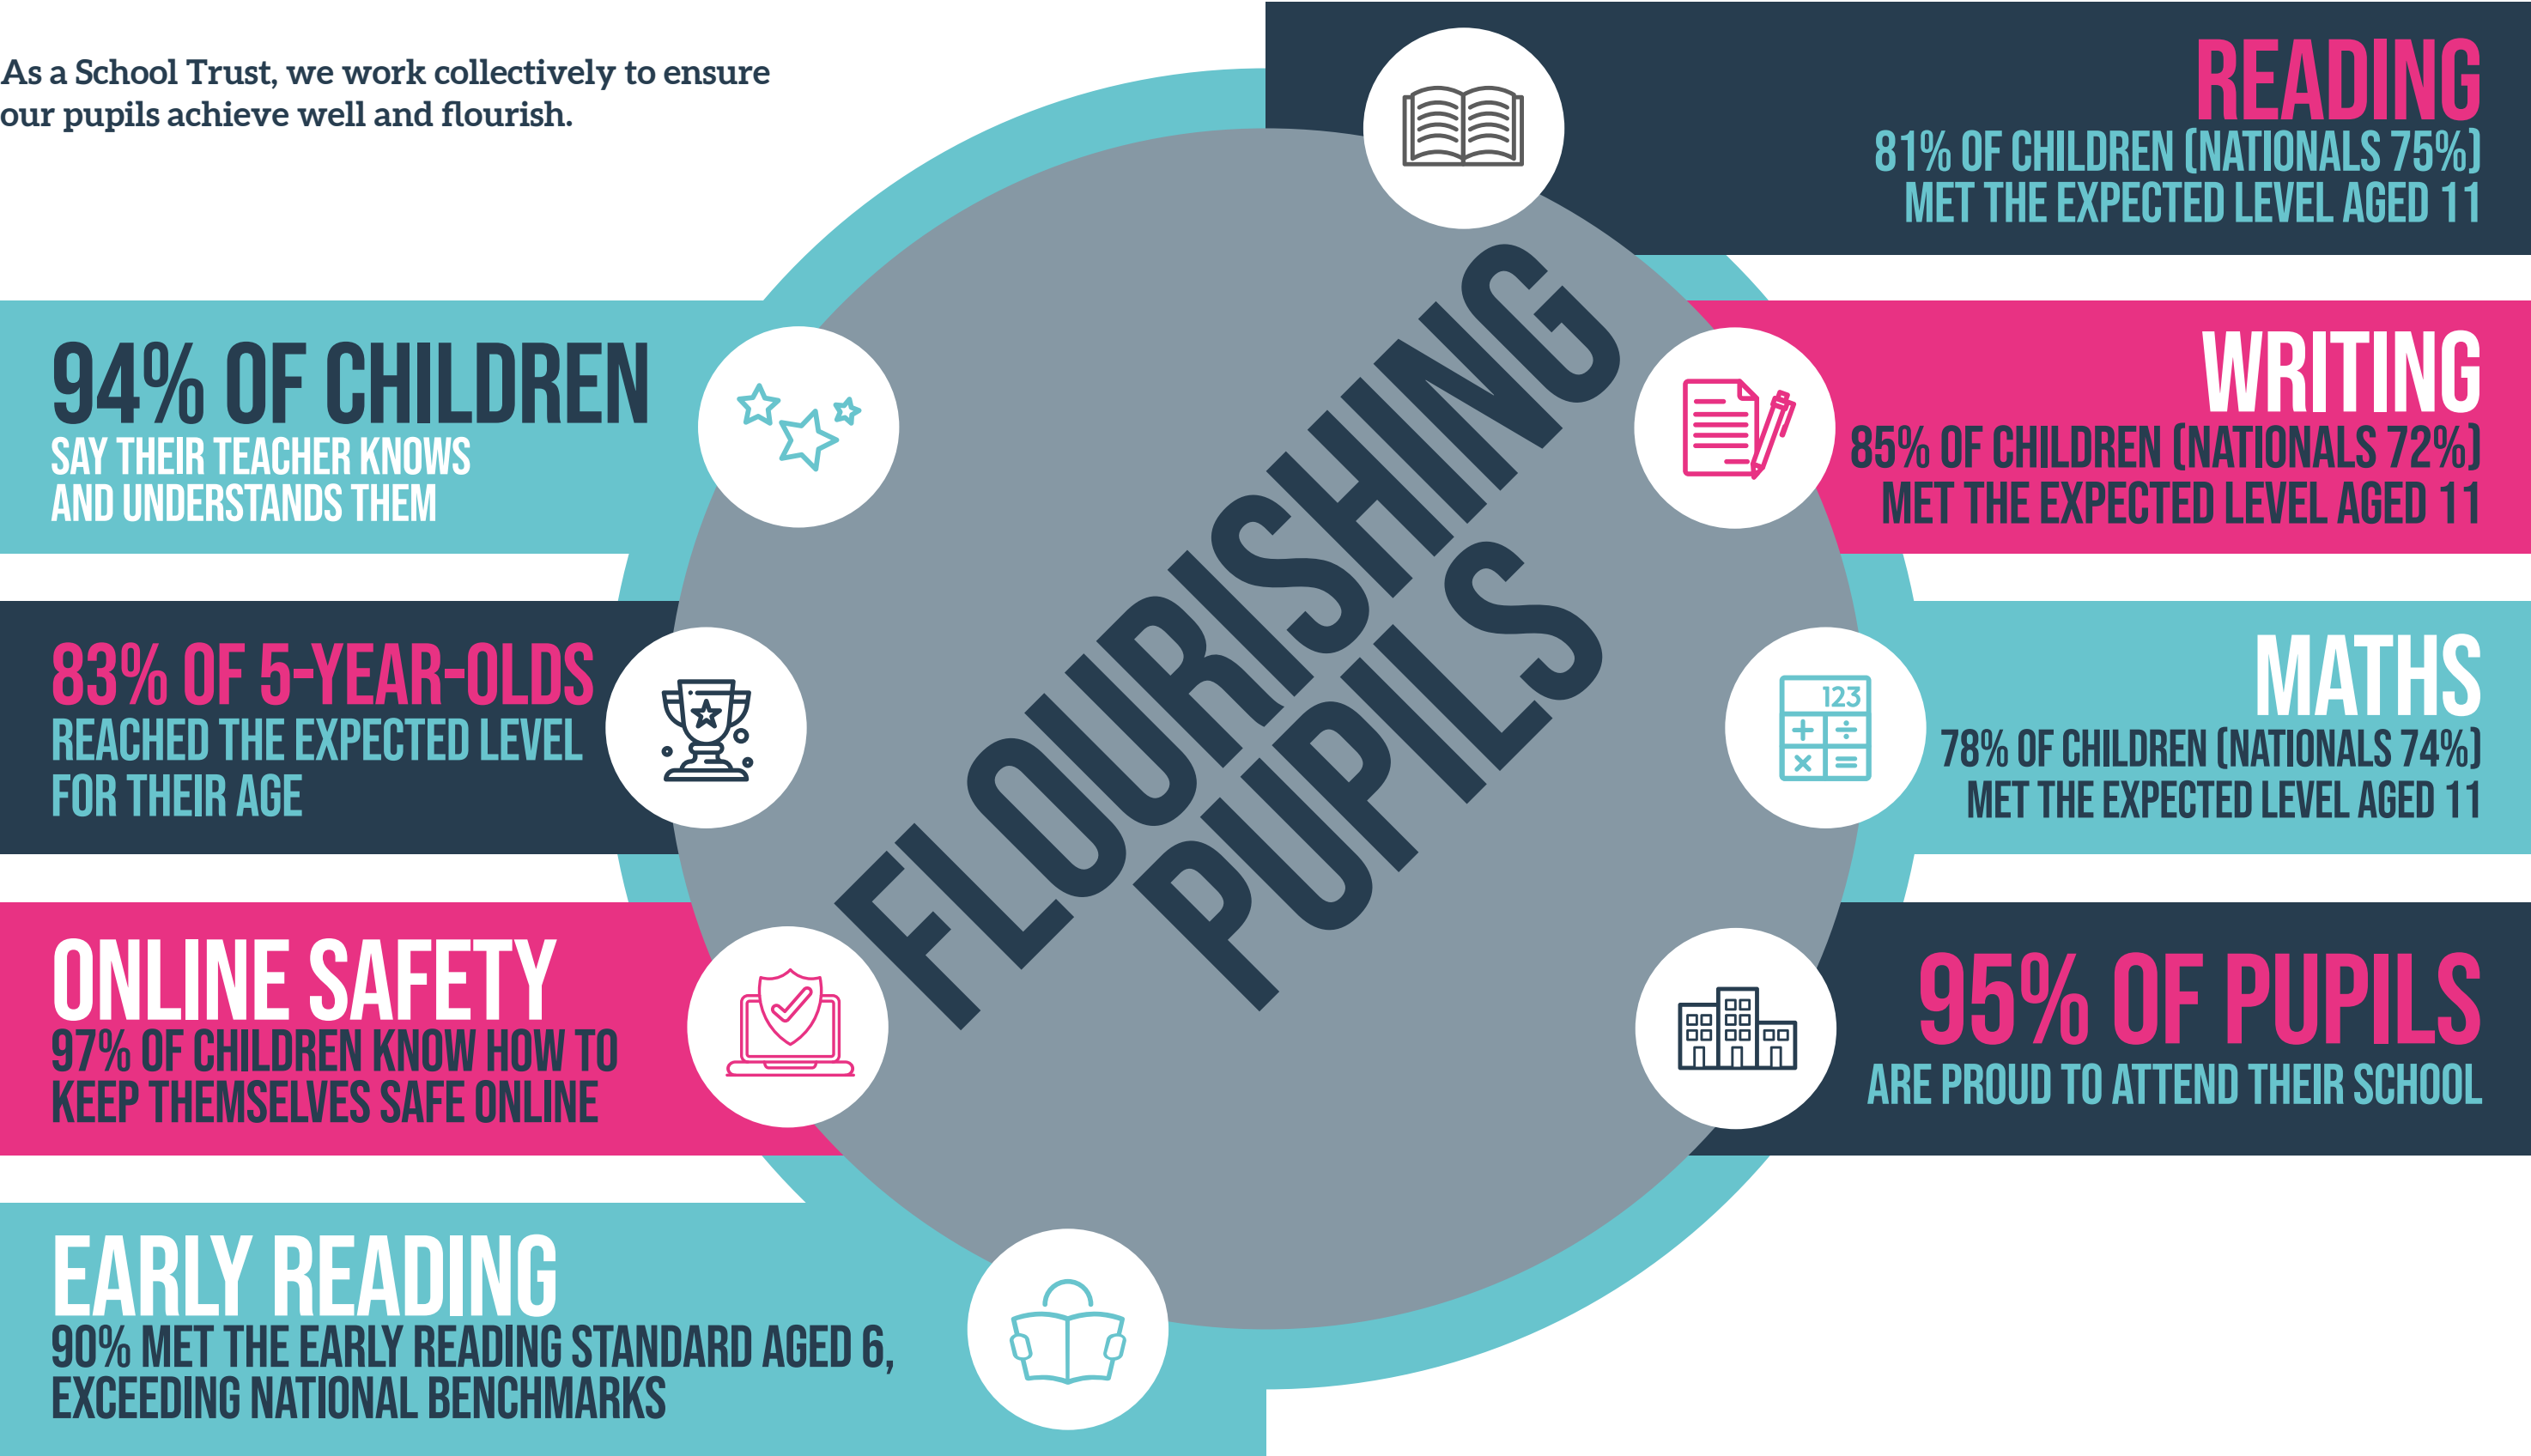 As a School Trust, we work collectively to ensure
our pupils achieve well and flourish.
94% OF CHILDREN
SAY THEIR TEACHER KNOWS
AND UNDERSTANDS THEM
83% OF 5-YEAR-OLDS
REACHED THE EXPECTED LEVEL
FOR THEIR AGE
ONLINE SAFETY
97% OF CHILDREN KNOW HOW TO
KEEP THEMSELVES SAFE ONLINE
EARLY READING
90% MET THE EARLY READING STANDARD AGED 6,
EXCEEDING NATIONAL BENCHMARKS
FLOURISHING
PUPILS
READING
81% OF CHILDREN (NATIONALS 75%)
MET THE EXPECTED LEVEL AGED 11
WRITING
85% OF CHILDREN (NATIONALS 72%)
MET THE EXPECTED LEVEL AGED 11
123
+ ÷
× =
MATHS
78% OF CHILDREN (NATIONALS 74%)
MET THE EXPECTED LEVEL AGED 11
95% OF PUPILS
ARE PROUD TO ATTEND THEIR SCHOOL